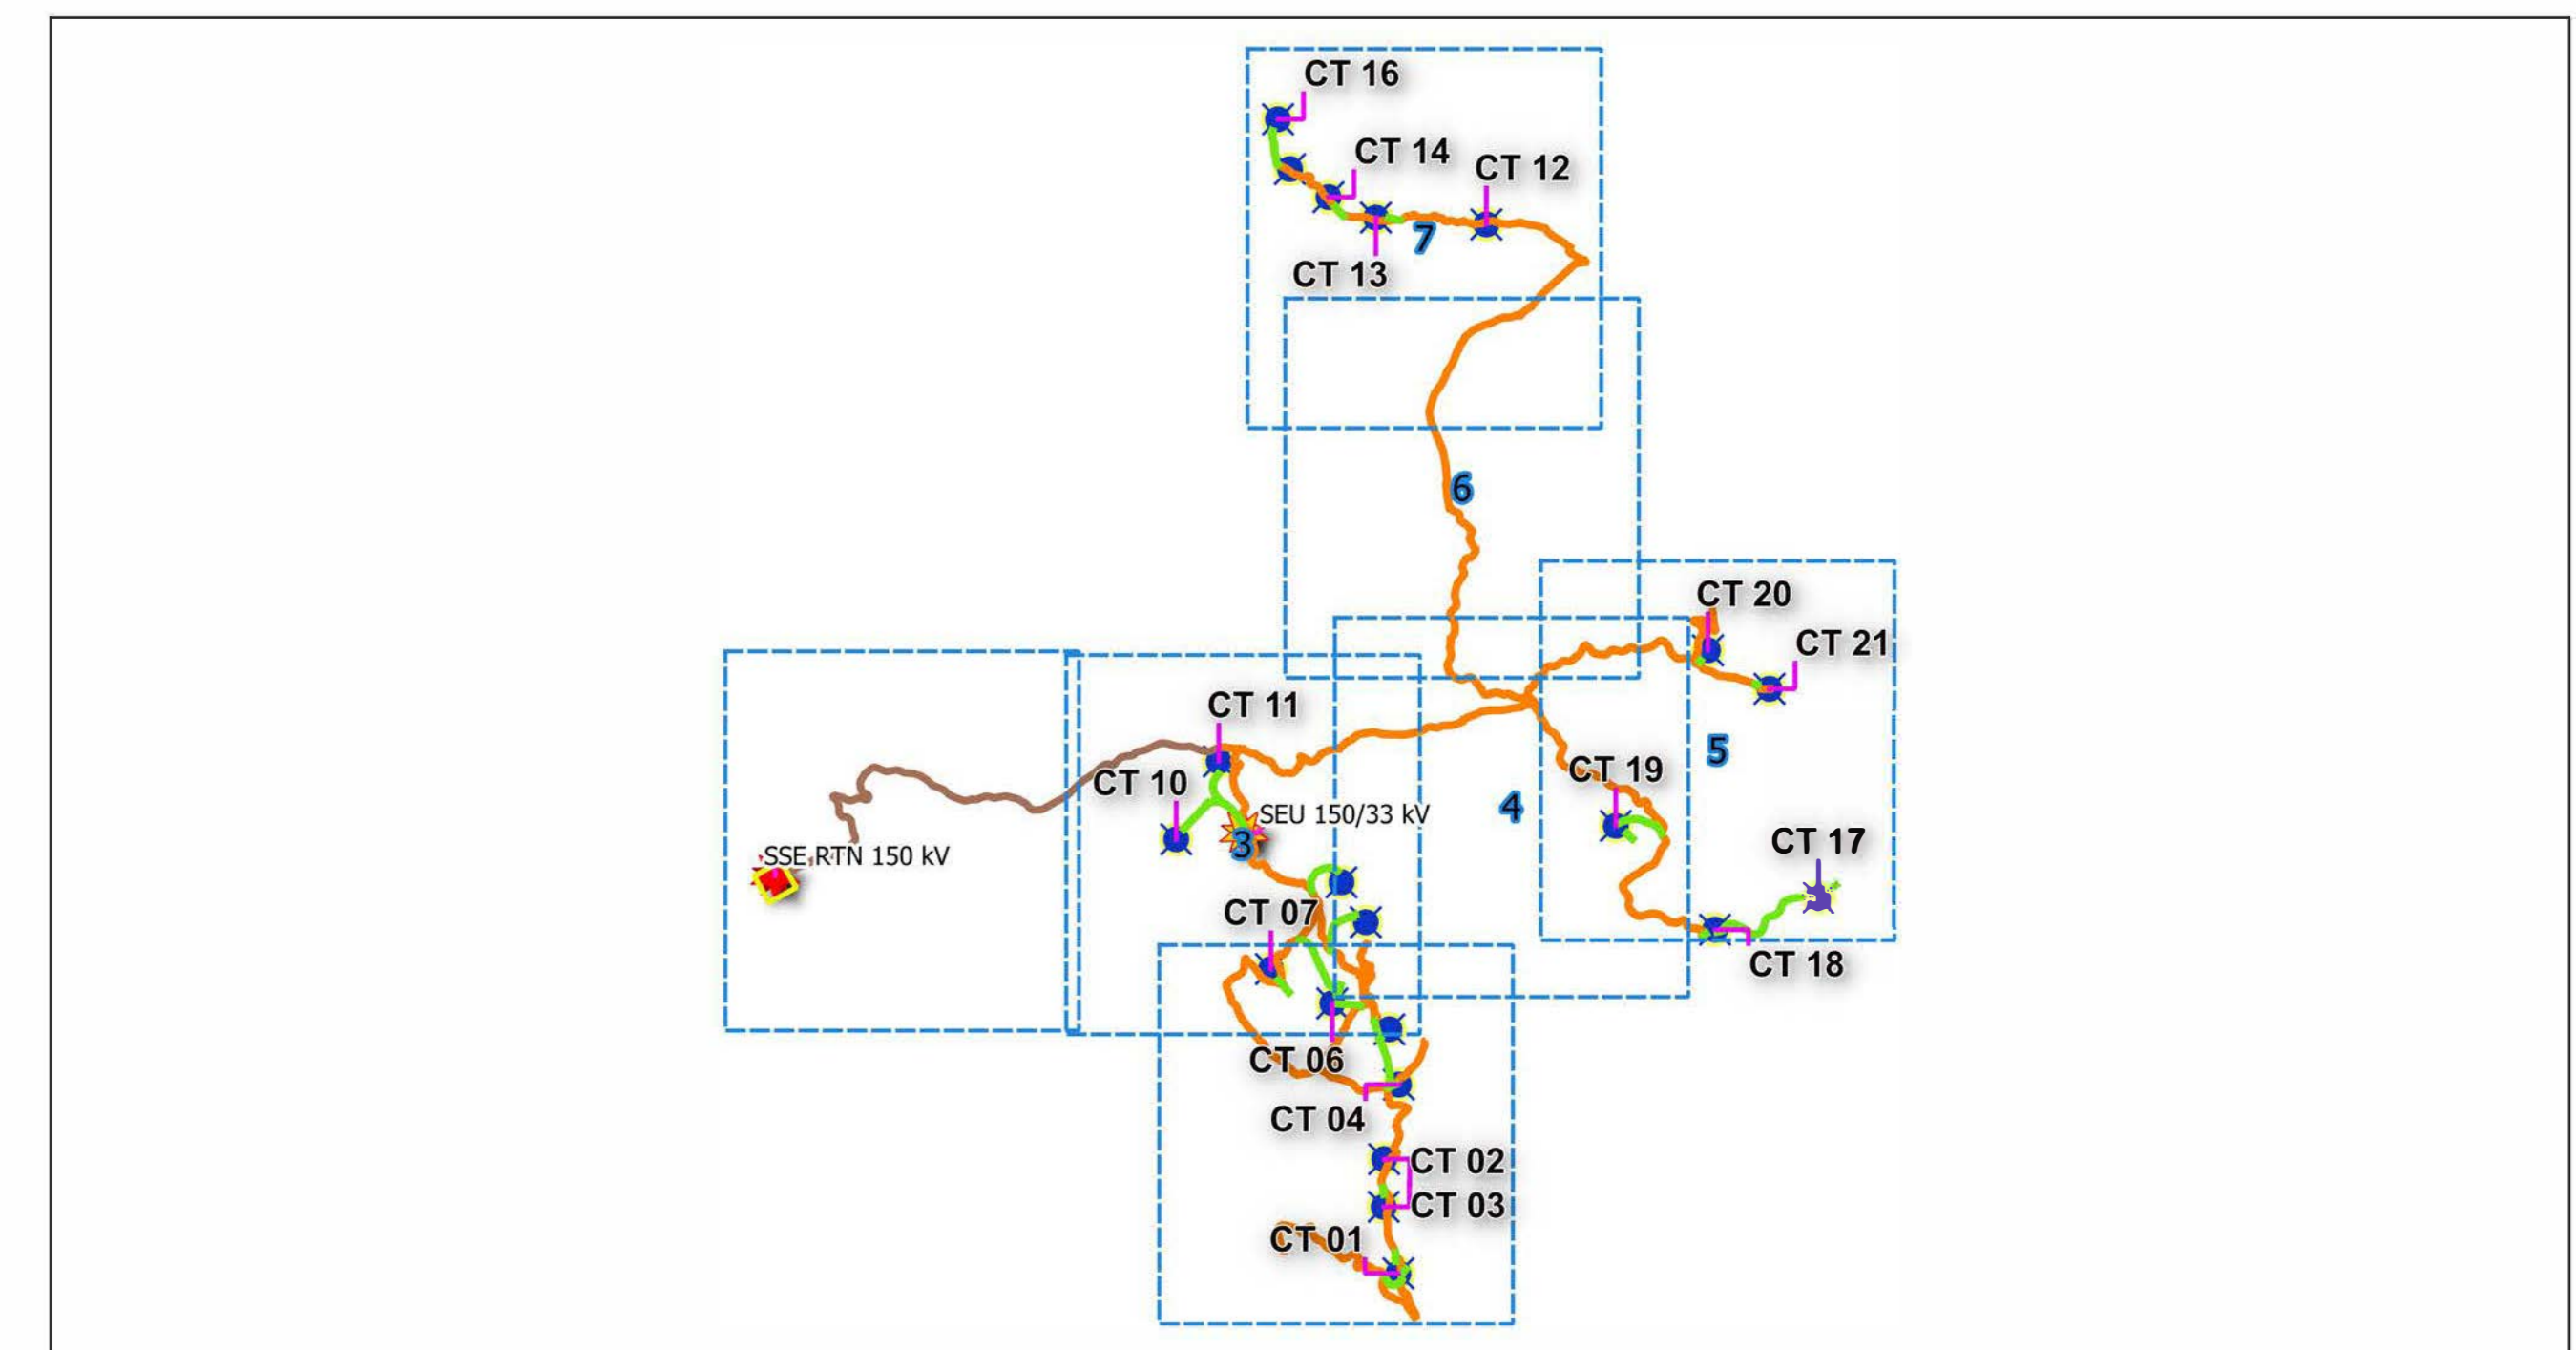 CT 16
CT 14
CT 12
7
CT 13
6
CT 20
CT 21
CT 11
5
CT 19
CT 10
4
SEU 150/33 kV
3
CT 17
SSE RTN 150 kV
CT 07
CT 18
CT 06
CT 04
CT 02
CT 03
CT 01